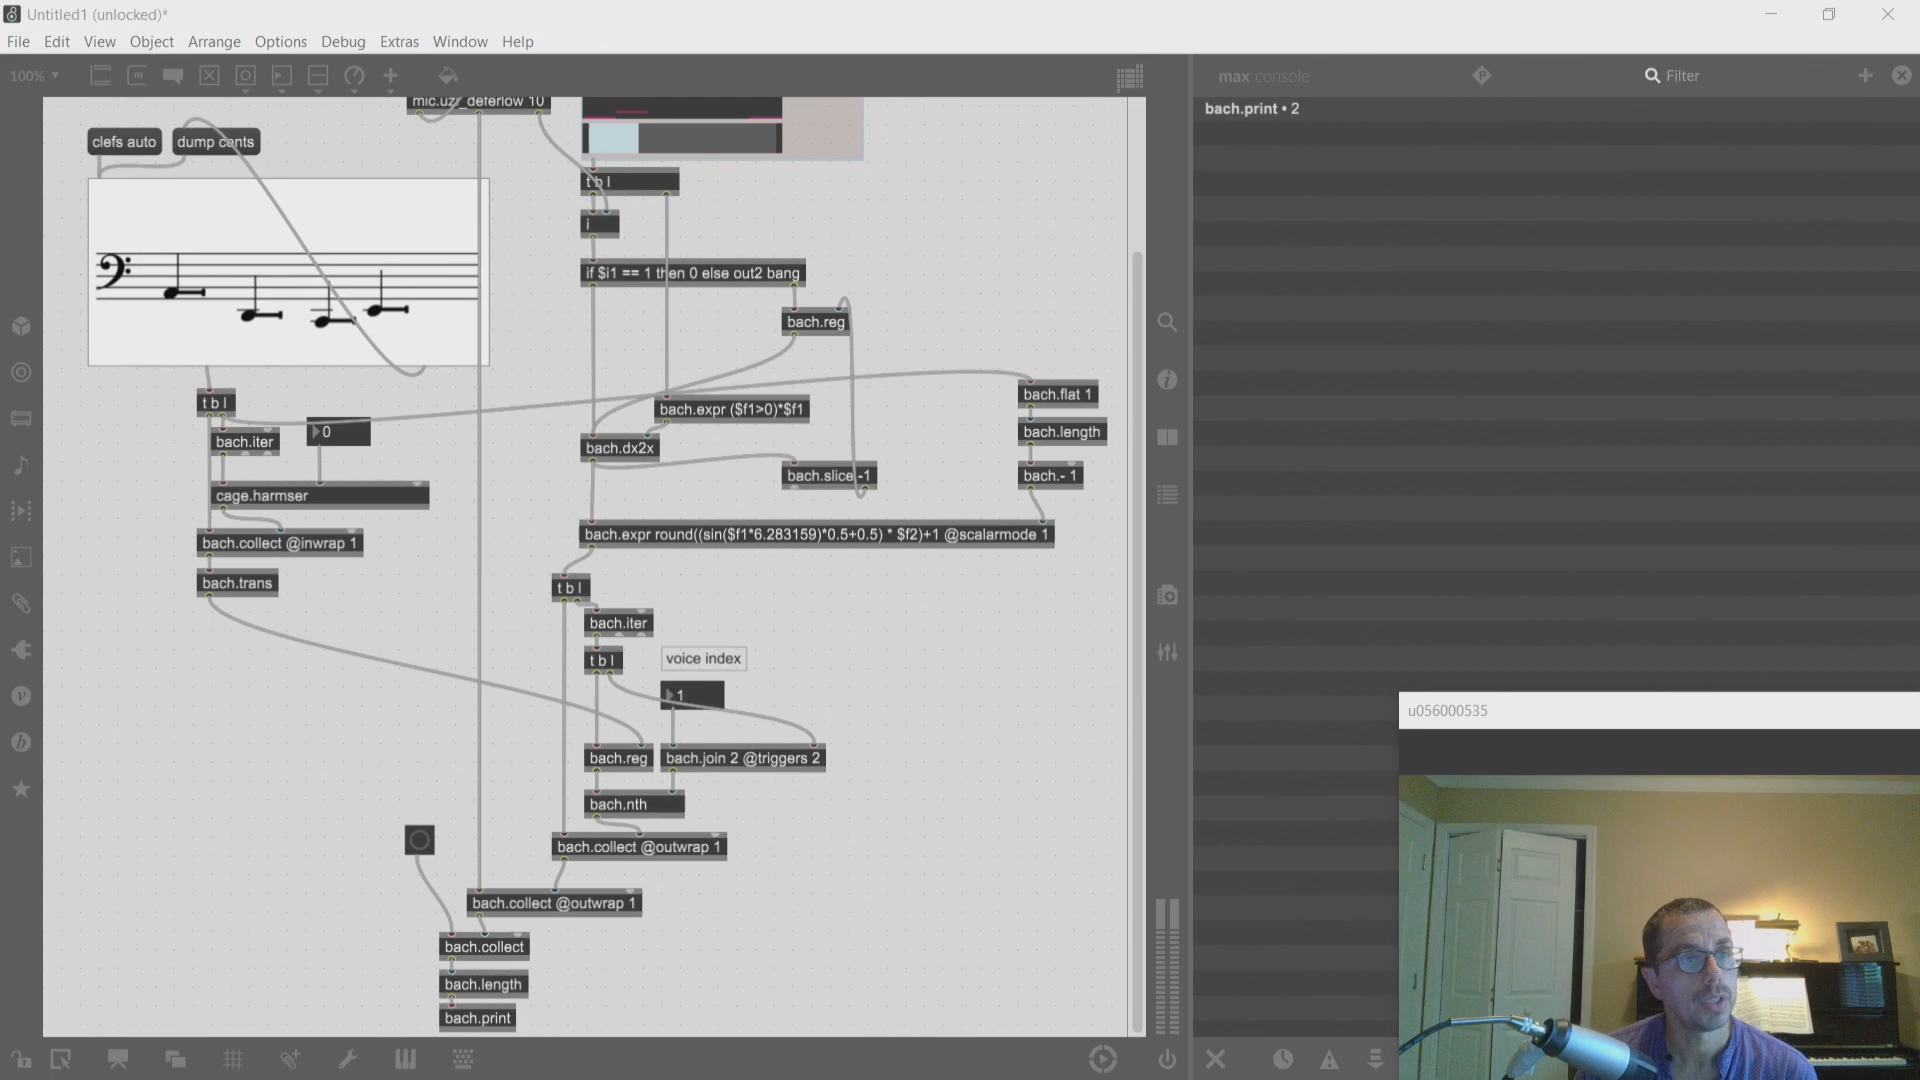 Untitled1 (unlocked)*
File Edit View Object Arrange Options Debug Extras Window Help
100%
max console
Filter
bach.print • 2
mic.uzi_deferlow 10
clefs auto
dump cents
t b l
i
if $i1 == 1 then 0 else out2 bang
bach.reg
t b l
bach.iter
0
cage.harmser
bach.collect @inwrap 1
bach.trans
bach.expr ($f1>0)*$f1
bach.dx2x
bach.slice -1
bach.flat 1
bach.length
bach.- 1
bach.expr round((sin($f1*6.283159)*0.5+0.5) * $f2)+1 @scalarmode 1
t b l
bach.iter
t b l
voice index
1
bach.reg
bach.join 2 @triggers 2
bach.nth
bach.collect @outwrap 1
bach.collect @outwrap 1
bach.collect
bach.length
bach.print
u056000535